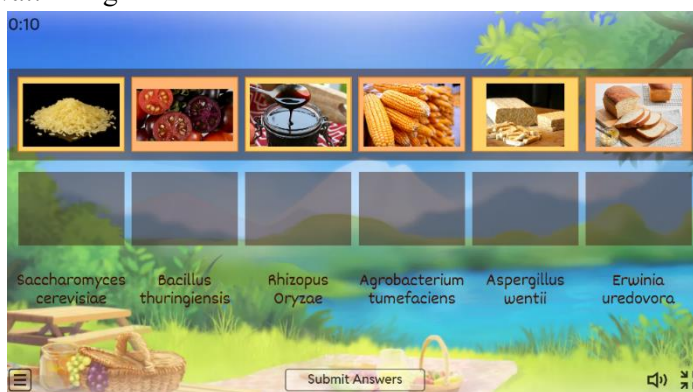 0:10
Saccharomyces
cerevisiae
Bacillus
thuringiensis
Rhizopus
Oryzae
Agrobacterium
tumefaciens
Aspergillus
wentii
Erwinia
uredovora
Submit Answers